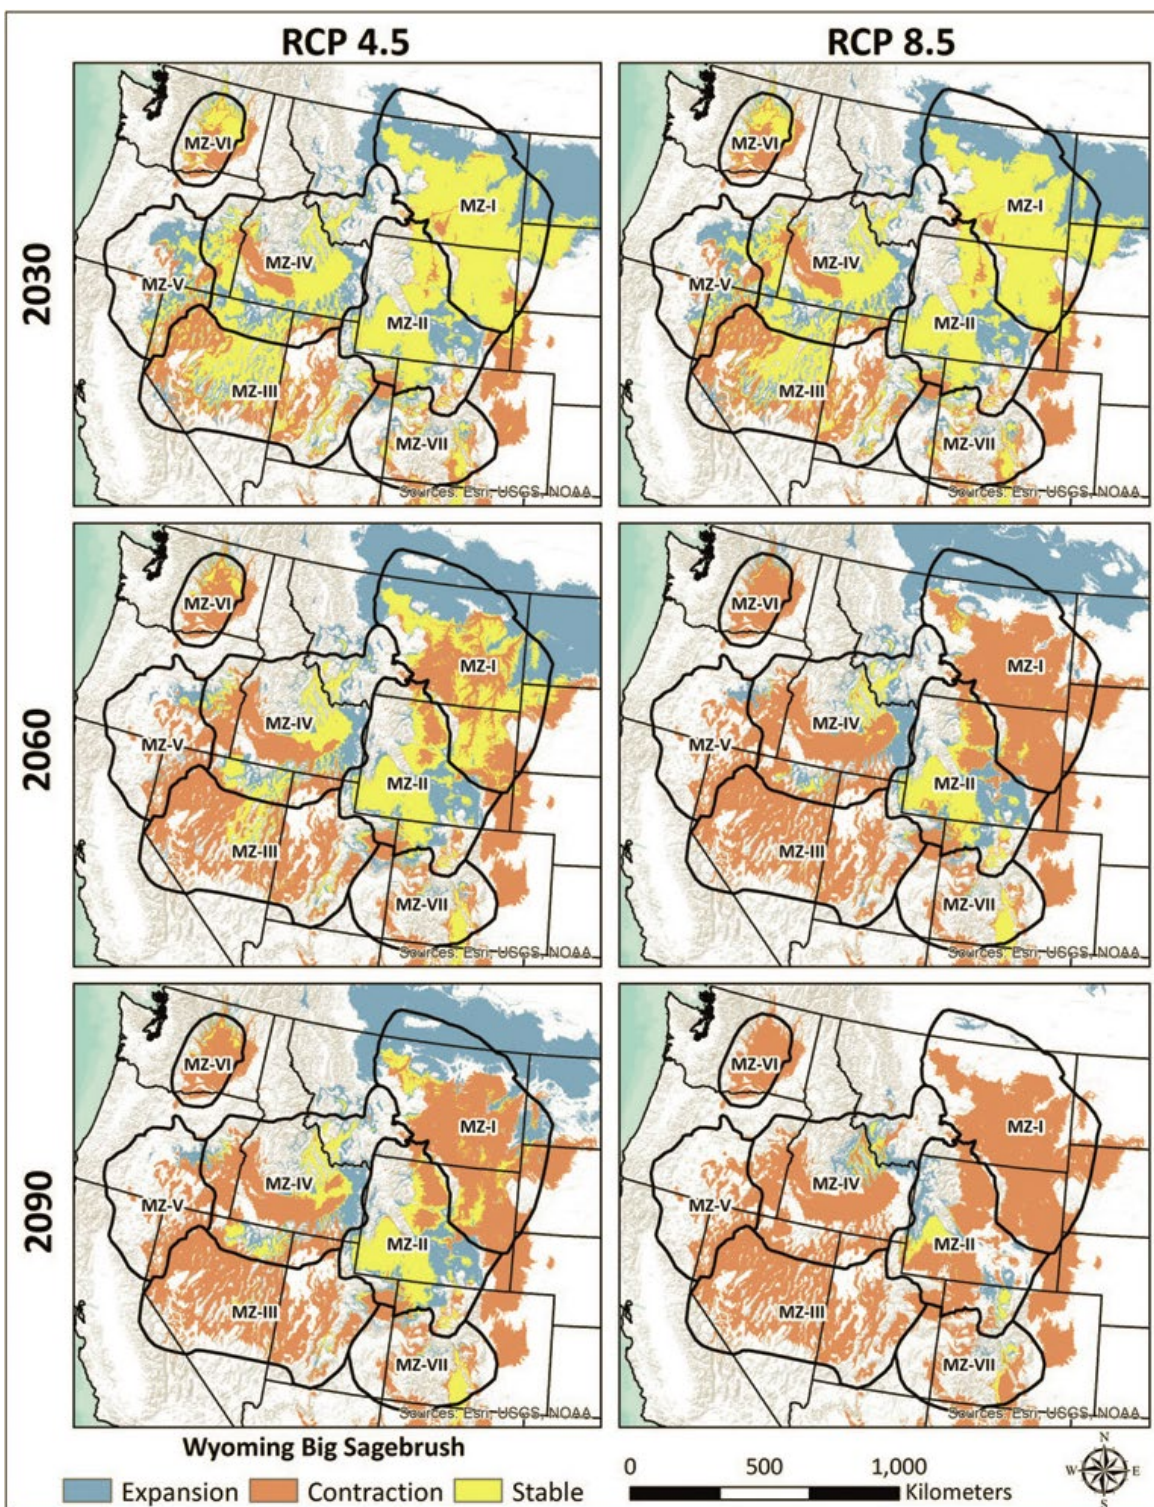 RCP 4.5
RCP 8.5
2030
MZ-VI
MZ-I
MZ-IV
MZ-V
MZ-II
MZ-III
MZ-VII
Sources: Esri, USGS, NOAA
MZ-VI
MZ-I
MZ-IV
MZ-V
MZ-II
MZ-III
MZ-VII
Sources: Esri, USGS, NOAA
2060
MZ-VI
MZ-I
MZ-IV
MZ-V
MZ-II
MZ-III
MZ-VII
Sources: Esri, USGS, NOAA
MZ-VI
MZ-I
MZ-IV
MZ-V
MZ-II
MZ-III
MZ-VII
Sources: Esri, USGS, NOAA
2090
MZ-VI
MZ-I
MZ-IV
MZ-V
MZ-II
MZ-III
MZ-VII
Sources: Esri, USGS, NOAA
MZ-VI
MZ-I
MZ-IV
MZ-V
MZ-II
MZ-III
MZ-VII
Sources: Esri, USGS, NOAA
Wyoming Big Sagebrush
Expansion Contraction Stable
0 500 1,000
Kilometers
N
W E
S